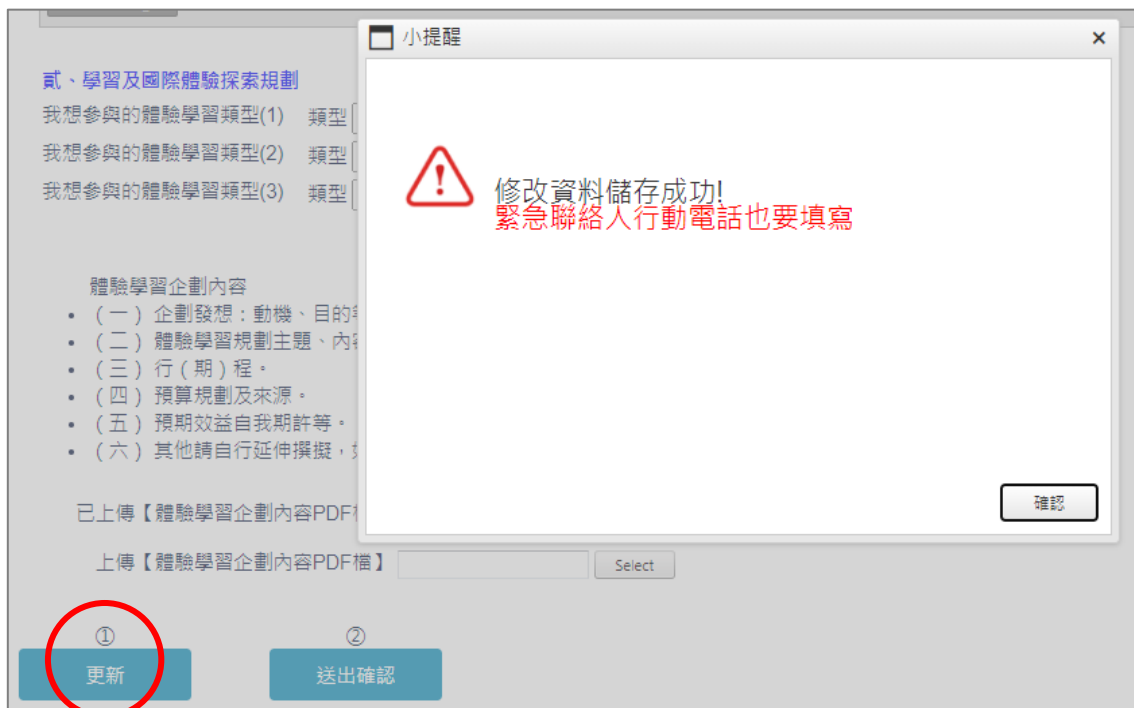 小提醒
×
修改資料儲存成功!
緊急聯絡人行動電話也要填寫
確認
貳、學習及國際體驗探索規劃
我想參與的體驗學習類型(1) 類型
我想參與的體驗學習類型(2) 類型
我想參與的體驗學習類型(3) 類型
體驗學習企劃內容
• (一) 企劃發想:動機、目的
• (二) 體驗學習規劃主題、內
• (三) 行(期)程。
• (四) 預算規劃及來源。
• (五) 預期效益自我期許等。
• (六) 其他請自行延伸撰擬,
已上傳【體驗學習企劃內容PDF
上傳【體驗學習企劃內容PDF檔】 Select
① ②
更新 送出確認